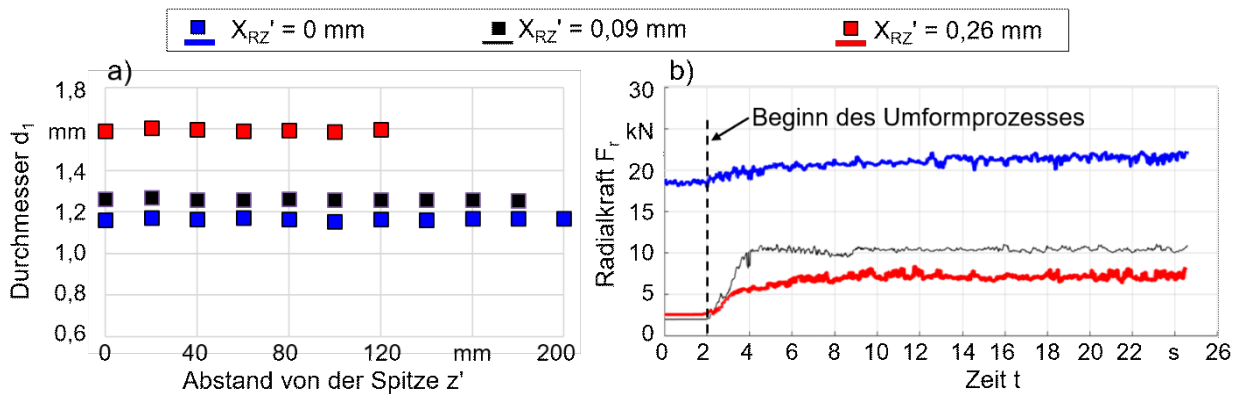 X_RZ' = 0 mm X_RZ' = 0,09 mm X_RZ' = 0,26 mm
a)
Durchmesser d₁
1,8
mm
1,4
1,2
1,0
0,8
0,6
0 40 80 120 mm 200
Abstand von der Spitze z'
b)
Radialkraft F_r
30
kN
20
15
10
5
0
Beginn des Umformprozesses
0 2 4 6 8 10 12 14 16 18 20 22 s 26
Zeit t